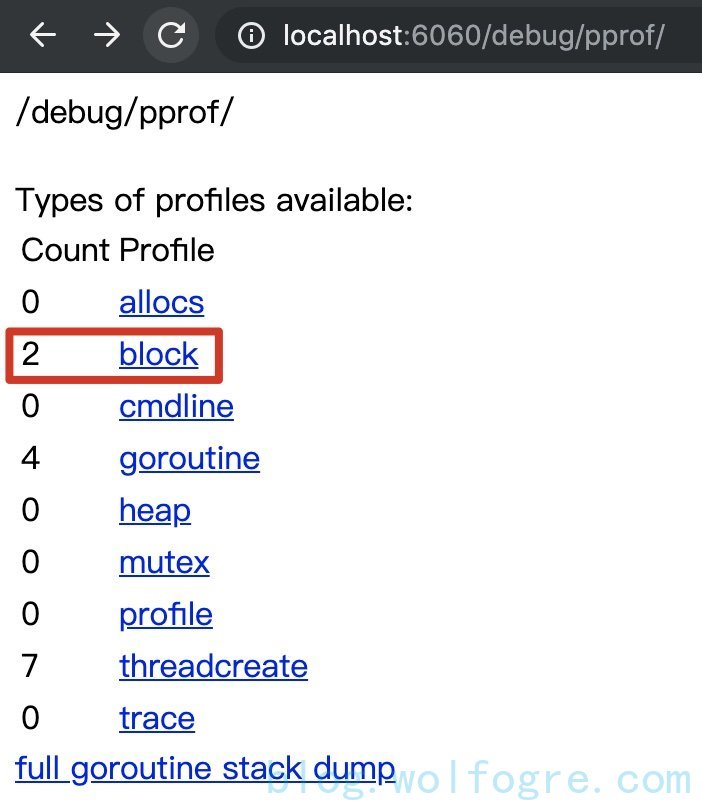 localhost:6060/debug/pprof/
/debug/pprof/
Types of profiles available:
Count Profile
0 allocs
2 block
0 cmdline
4 goroutine
0 heap
0 mutex
0 profile
7 threadcreate
0 trace
full goroutine stack dump
blog.wolfogre.com